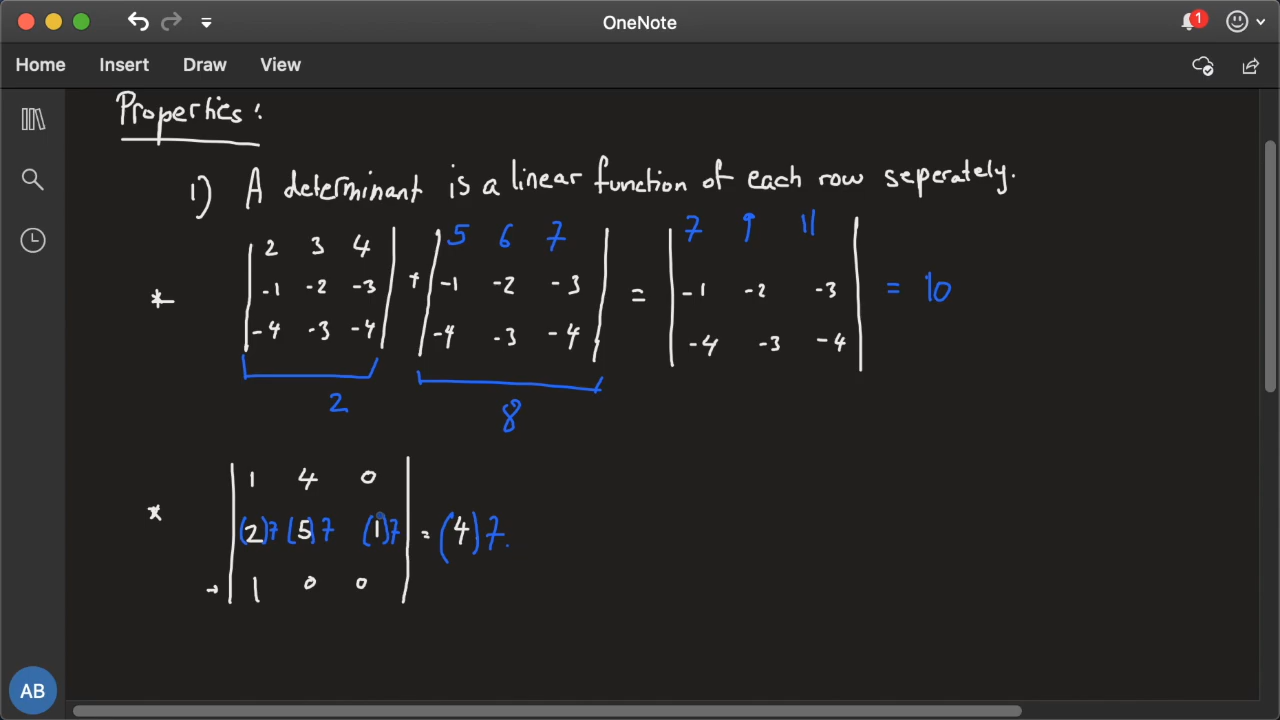 OneNote
1
Home Insert Draw View
Properties:
1) A determinant is a linear function of each row seperately.
* | 2 3 4 | + | 5 6 7 | = | 7 9 11 | = 10
| -1 -2 -3 | | -1 -2 -3 | | -1 -2 -3 |
| -4 -3 -4 | | -4 -3 -4 | | -4 -3 -4 |
2 8
* | 1 4 0 |
| (2)7 (5)7 (1)7 | = (4)7.
→ | 1 0 0 |
AB